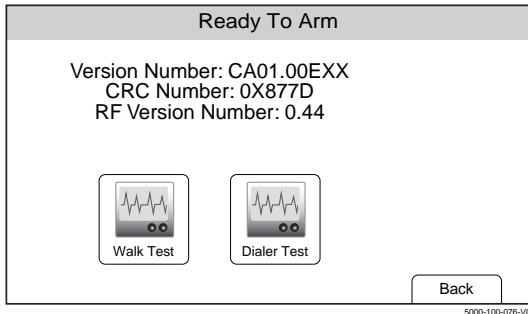 Ready To Arm
Version Number: CA01.00EXX
CRC Number: 0X877D
RF Version Number: 0.44
Walk Test
Dialer Test
Back